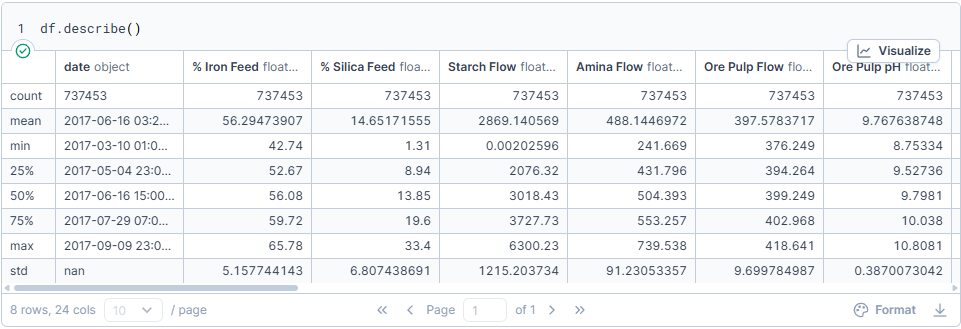 1 df.describe()
Visualize
date object % Iron Feed float... % Silica Feed floa... Starch Flow float... Amina Flow float... Ore Pulp Flow flo... Ore Pulp pH float...
count 737453 737453 737453 737453 737453 737453
mean 2017-06-16 03:2... 56.29473907 14.65171555 2869.140569 488.1446972 397.5783717 9.767638748
min 2017-03-10 01:0... 42.74 1.31 0.00202596 241.669 376.249 8.75334
25% 2017-05-04 23:0... 52.67 8.94 2076.32 431.796 394.264 9.52736
50% 2017-06-16 15:00... 56.08 13.85 3018.43 504.393 399.249 9.7981
75% 2017-07-29 07:0... 59.72 19.6 3727.73 553.257 402.968 10.038
max 2017-09-09 23:0... 65.78 33.4 6300.23 739.538 418.641 10.8081
std nan 5.157744143 6.807438691 1215.203734 91.23053357 9.699784987 0.3870073042
8 rows, 24 cols 10 / page Page 1 of 1 Format